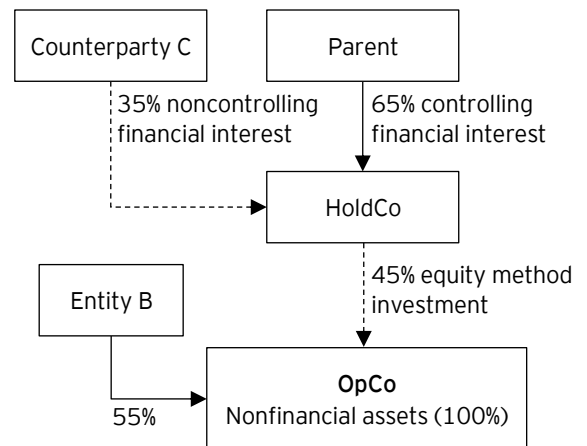 Counterparty C
Parent
35% noncontrolling
financial interest
65% controlling
financial interest
HoldCo
45% equity method
investment
Entity B
55%
OpCo
Nonfinancial assets (100%)